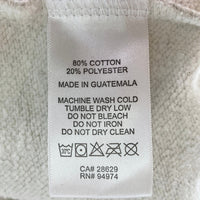 80% COTTON
20% POLYESTER
MADE IN GUATEMALA
MACHINE WASH COLD
TUMBLE DRY LOW
DO NOT BLEACH
DO NOT IRON
DO NOT DRY CLEAN
CA# 28629
RN# 94974